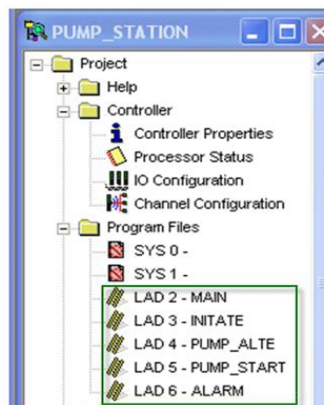 PUMP_STATION
Project
Help
Controller
Controller Properties
Processor Status
IO Configuration
Channel Configuration
Program Files
SYS 0 -
SYS 1 -
LAD 2 - MAIN
LAD 3 - INITATE
LAD 4 - PUMP_ALTE
LAD 5 - PUMP_START
LAD 6 - ALARM